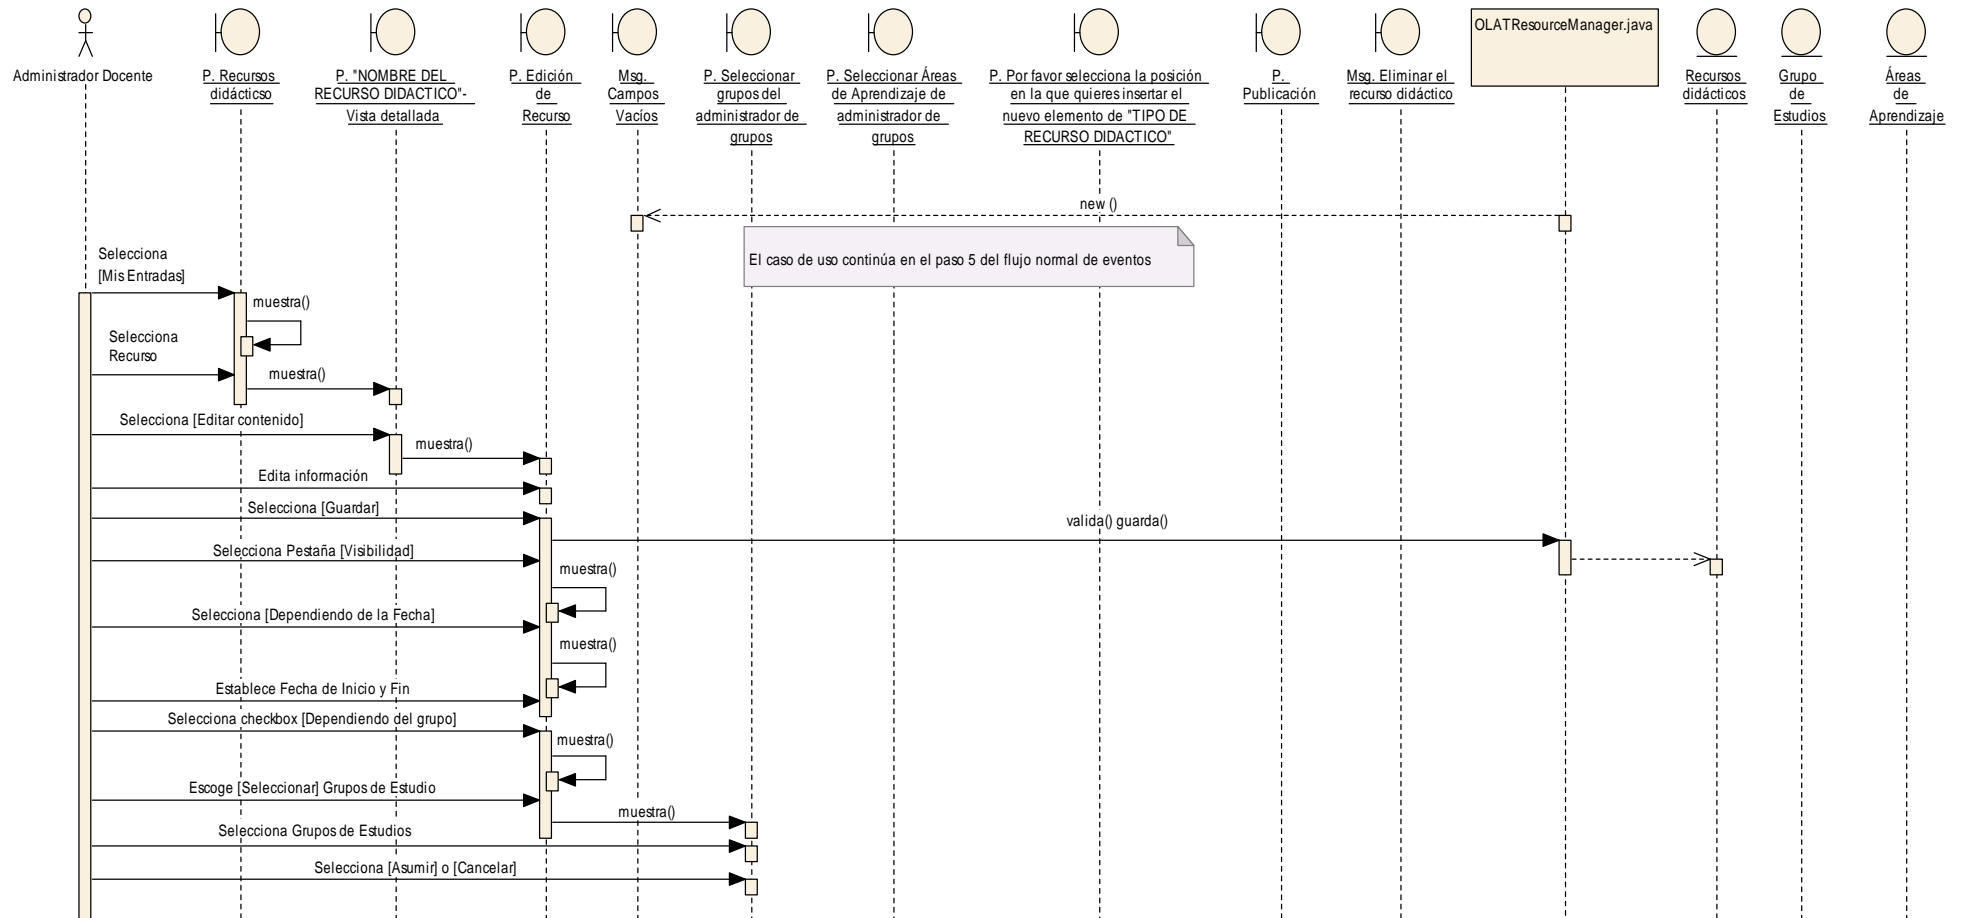 Administrador Docente
P. Recursos
didácticso
P. "NOMBRE DEL
RECURSO DIDACTICO"-
Vista detallada
P. Edición
de
Recurso
Msg.
Campos
Vacíos
P. Seleccionar
grupos del
administrador de
grupos
P. Seleccionar Áreas
de Aprendizaje de
administrador de
grupos
P. Por favor selecciona la posición
en la que quieres insertar el
nuevo elemento de "TIPO DE
RECURSO DIDACTICO"
P.
Publicación
Msg. Eliminar el
recurso didáctico
OLATResourceManager.java
Recursos
didácticos
Grupo
de
Estudios
Áreas
de
Aprendizaje
new ()
El caso de uso continúa en el paso 5 del flujo normal de eventos
Selecciona
[Mis Entradas]
muestra()
Selecciona
Recurso
muestra()
Selecciona [Editar contenido]
muestra()
Edita información
Selecciona [Guardar]
valida() guarda()
Selecciona Pestaña [Visibilidad]
muestra()
Selecciona [Dependiendo de la Fecha]
muestra()
Establece Fecha de Inicio y Fin
Selecciona checkbox [Dependiendo del grupo]
muestra()
Escoge [Seleccionar] Grupos de Estudio
muestra()
Selecciona Grupos de Estudios
Selecciona [Asumir] o [Cancelar]